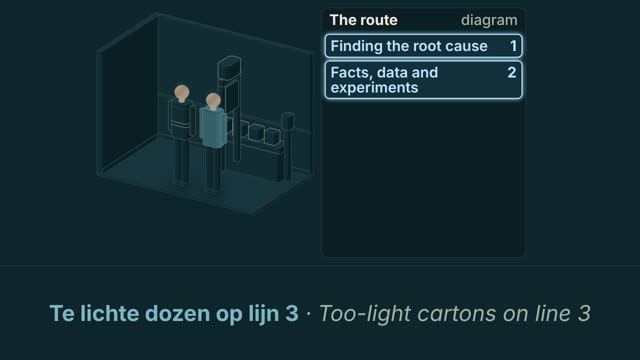 The route diagram
Finding the root cause 1
Facts, data and 2
experiments
Te lichte dozen op lijn 3 · Too-light cartons on line 3